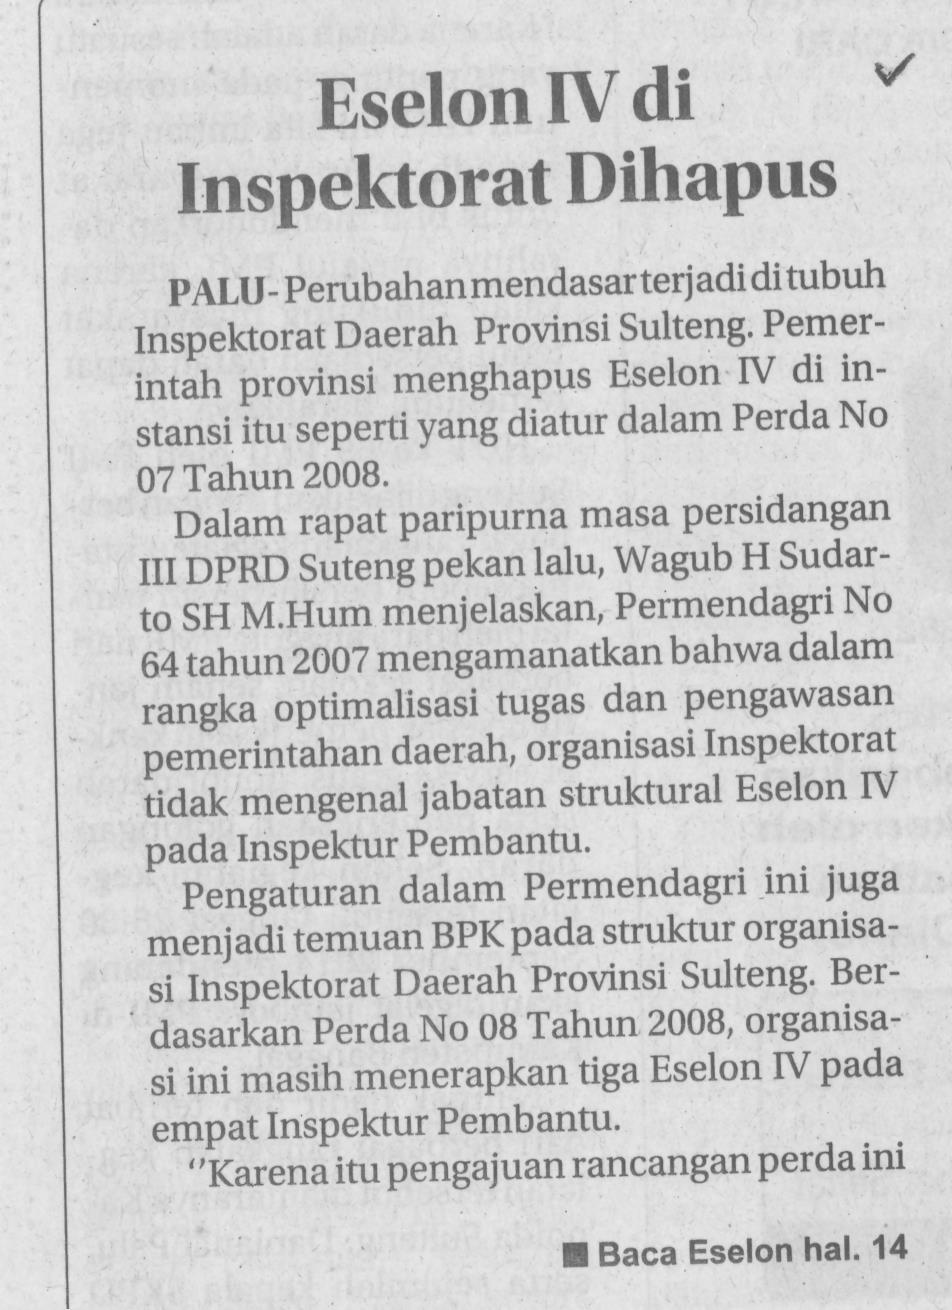 Eselon IV di
Inspektorat Dihapus
PALU- Perubahan mendasar terjadi di tubuh
Inspektorat Daerah Provinsi Sulteng. Pemer-
intah provinsi menghapus Eselon IV di in-
stansi itu seperti yang diatur dalam Perda No
07 Tahun 2008.
Dalam rapat paripurna masa persidangan
III DPRD Suteng pekan lalu, Wagub H Sudar-
to SH M.Hum menjelaskan, Permendagri No
64 tahun 2007 mengamanatkan bahwa dalam
rangka optimalisasi tugas dan pengawasan
pemerintahan daerah, organisasi Inspektorat
tidak mengenal jabatan struktural Eselon IV
pada Inspektur Pembantu.
Pengaturan dalam Permendagri ini juga
menjadi temuan BPK pada struktur organisa-
si Inspektorat Daerah Provinsi Sulteng. Ber-
dasarkan Perda No 08 Tahun 2008, organisa-
si ini masih menerapkan tiga Eselon IV pada
empat Inspektur Pembantu.
‘’Karena itu pengajuan rancangan perda ini
Baca Eselon hal. 14